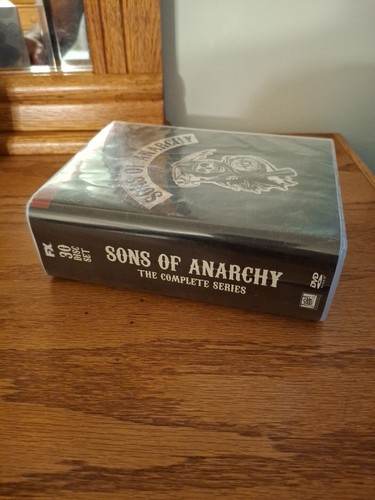 SONS OF ANARCHY
FX
30
DISC
SET
SONS OF ANARCHY
THE COMPLETE SERIES
DVD